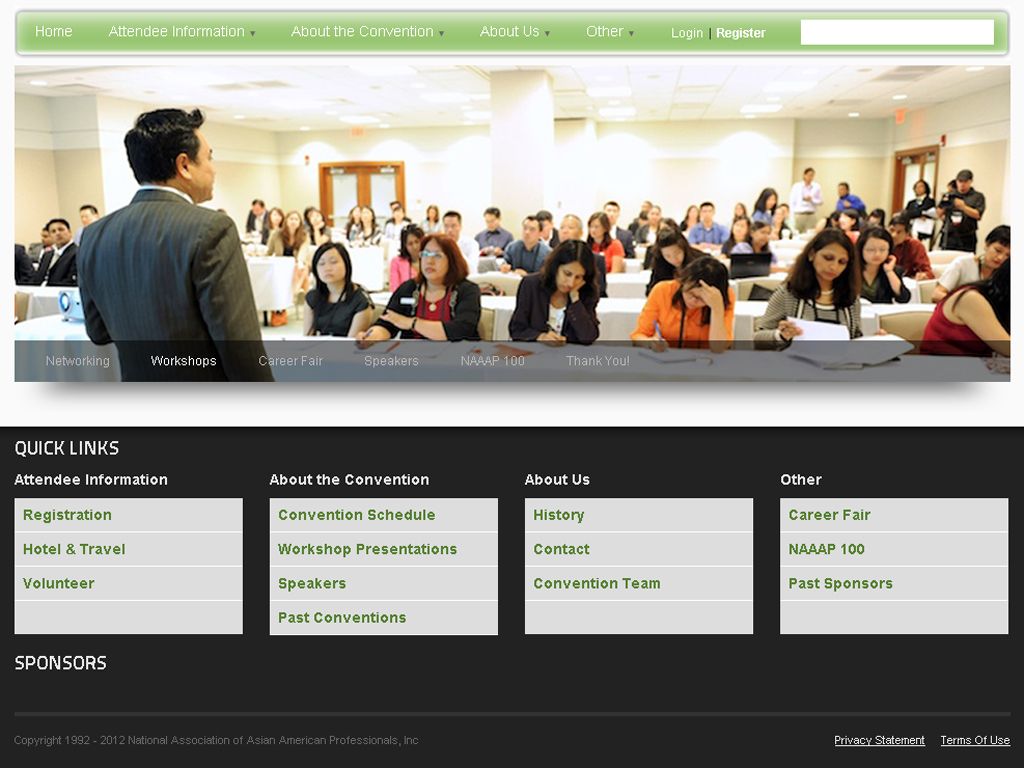 Home Attendee Information ▼ About the Convention ▼ About Us ▼ Other ▼ Login | Register
Networking Workshops Career Fair Speakers NAAAP 100 Thank You!
QUICK LINKS
Attendee Information About the Convention About Us Other
Registration Convention Schedule History Career Fair
Hotel & Travel Workshop Presentations Contact NAAAP 100
Volunteer Speakers Convention Team Past Sponsors
Past Conventions
SPONSORS
Copyright 1992 - 2012 National Association of Asian American Professionals, Inc Privacy Statement Terms Of Use